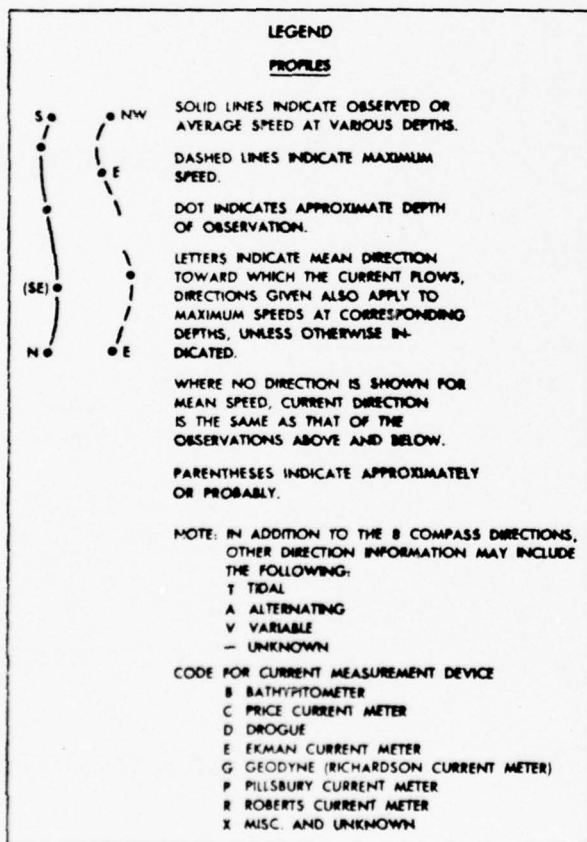 LEGEND
PROFILES
S NW
SOLID LINES INDICATE OBSERVED OR
AVERAGE SPEED AT VARIOUS DEPTHS.
E
DASHED LINES INDICATE MAXIMUM
SPEED.
DOT INDICATES APPROXIMATE DEPTH
OF OBSERVATION.
(SE)
LETTERS INDICATE MEAN DIRECTION
TOWARD WHICH THE CURRENT FLOWS,
DIRECTIONS GIVEN ALSO APPLY TO
MAXIMUM SPEEDS AT CORRESPONDING
DEPTHS, UNLESS OTHERWISE IN-
DICATED.
N E
WHERE NO DIRECTION IS SHOWN FOR
MEAN SPEED, CURRENT DIRECTION
IS THE SAME AS THAT OF THE
OBSERVATIONS ABOVE AND BELOW.
PARENTHESES INDICATE APPROXIMATELY
OR PROBABLY.
NOTE: IN ADDITION TO THE 8 COMPASS DIRECTIONS,
OTHER DIRECTION INFORMATION MAY INCLUDE
THE FOLLOWING:
T TIDAL
A ALTERNATING
V VARIABLE
— UNKNOWN
CODE FOR CURRENT MEASUREMENT DEVICE
B BATHYPITOMETER
C PRICE CURRENT METER
D DROGUE
E EKMAN CURRENT METER
G GEODYNE (RICHARDSON CURRENT METER)
P PILLSBURY CURRENT METER
R ROBERTS CURRENT METER
X MISC. AND UNKNOWN